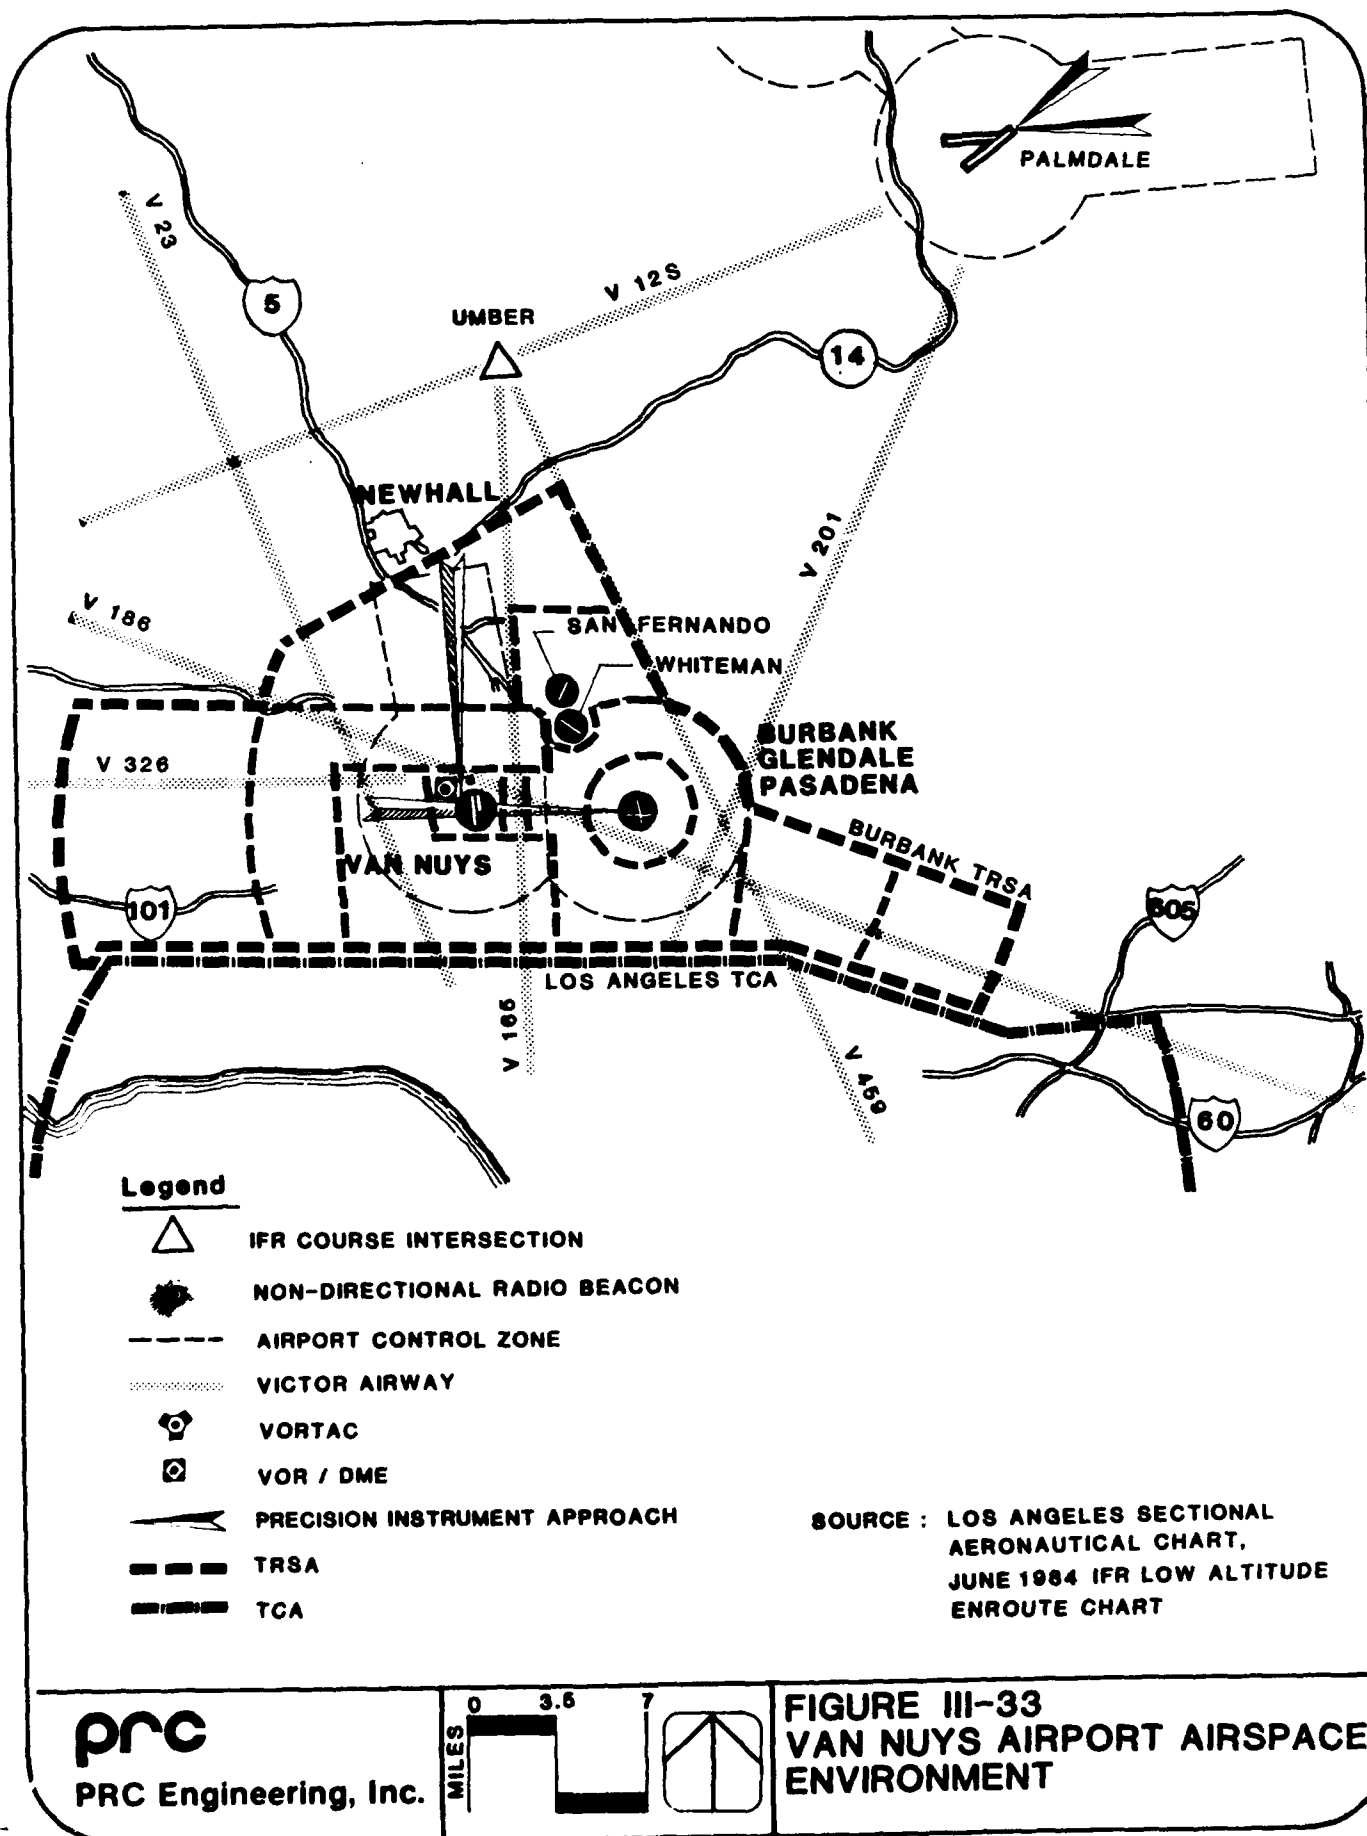 PALMDALE
V 23
V 12S
5
UMBER
14
NEWHALL
V 201
V 186
SAN FERNANDO
WHITEMAN
V 326
BURBANK
GLENDALE
PASADENA
VAN NUYS
BURBANK TRSA
101
605
LOS ANGELES TCA
V 165
V 459
60
Legend
IFR COURSE INTERSECTION
NON-DIRECTIONAL RADIO BEACON
AIRPORT CONTROL ZONE
VICTOR AIRWAY
VORTAC
VOR / DME
PRECISION INSTRUMENT APPROACH
TRSA
TCA
SOURCE : LOS ANGELES SECTIONAL
AERONAUTICAL CHART,
JUNE 1984 IFR LOW ALTITUDE
ENROUTE CHART
prc
PRC Engineering, Inc.
MILES
0 3.5 7
FIGURE III-33
VAN NUYS AIRPORT AIRSPACE
ENVIRONMENT